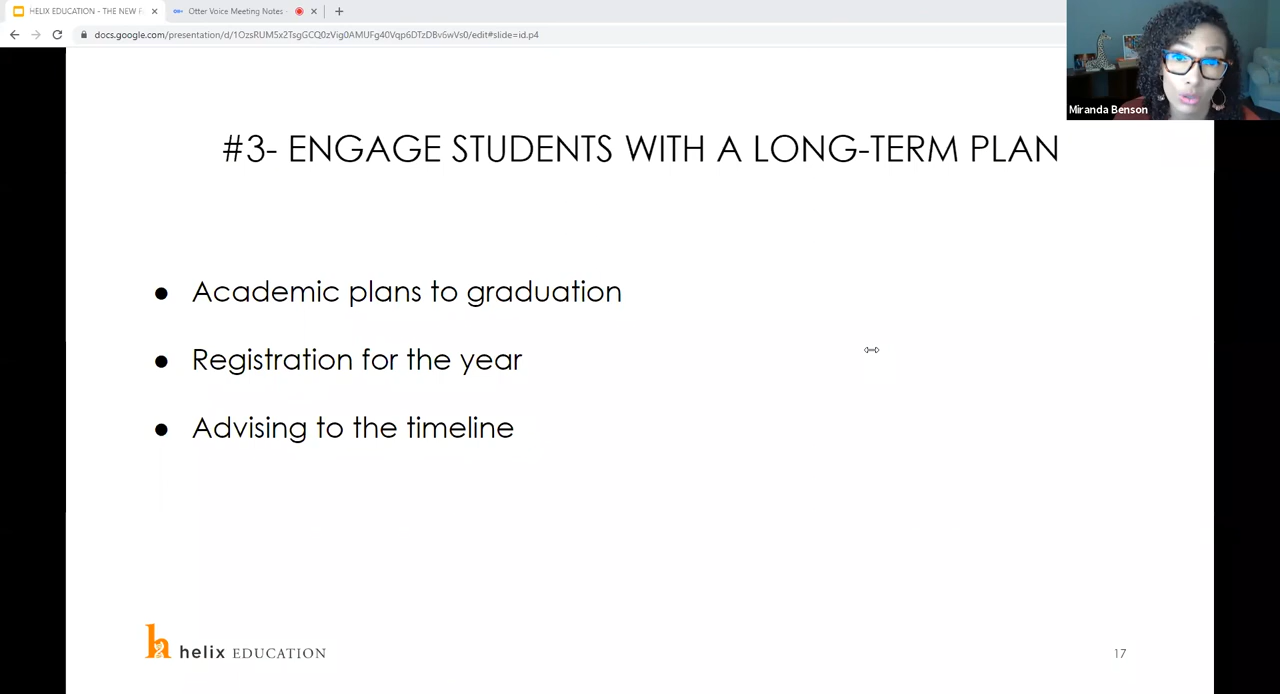 HELIX EDUCATION - THE NEW F
Otter Voice Meeting Notes -
docs.google.com/presentation/d/1OzsRUM5x2TsgGCQ0zVig0AMUFg40Vqp6DTzDBv6wVs0/edit#slide=id.p4
Miranda Benson
#3- ENGAGE STUDENTS WITH A LONG-TERM PLAN
● Academic plans to graduation
● Registration for the year
● Advising to the timeline
helix EDUCATION
17